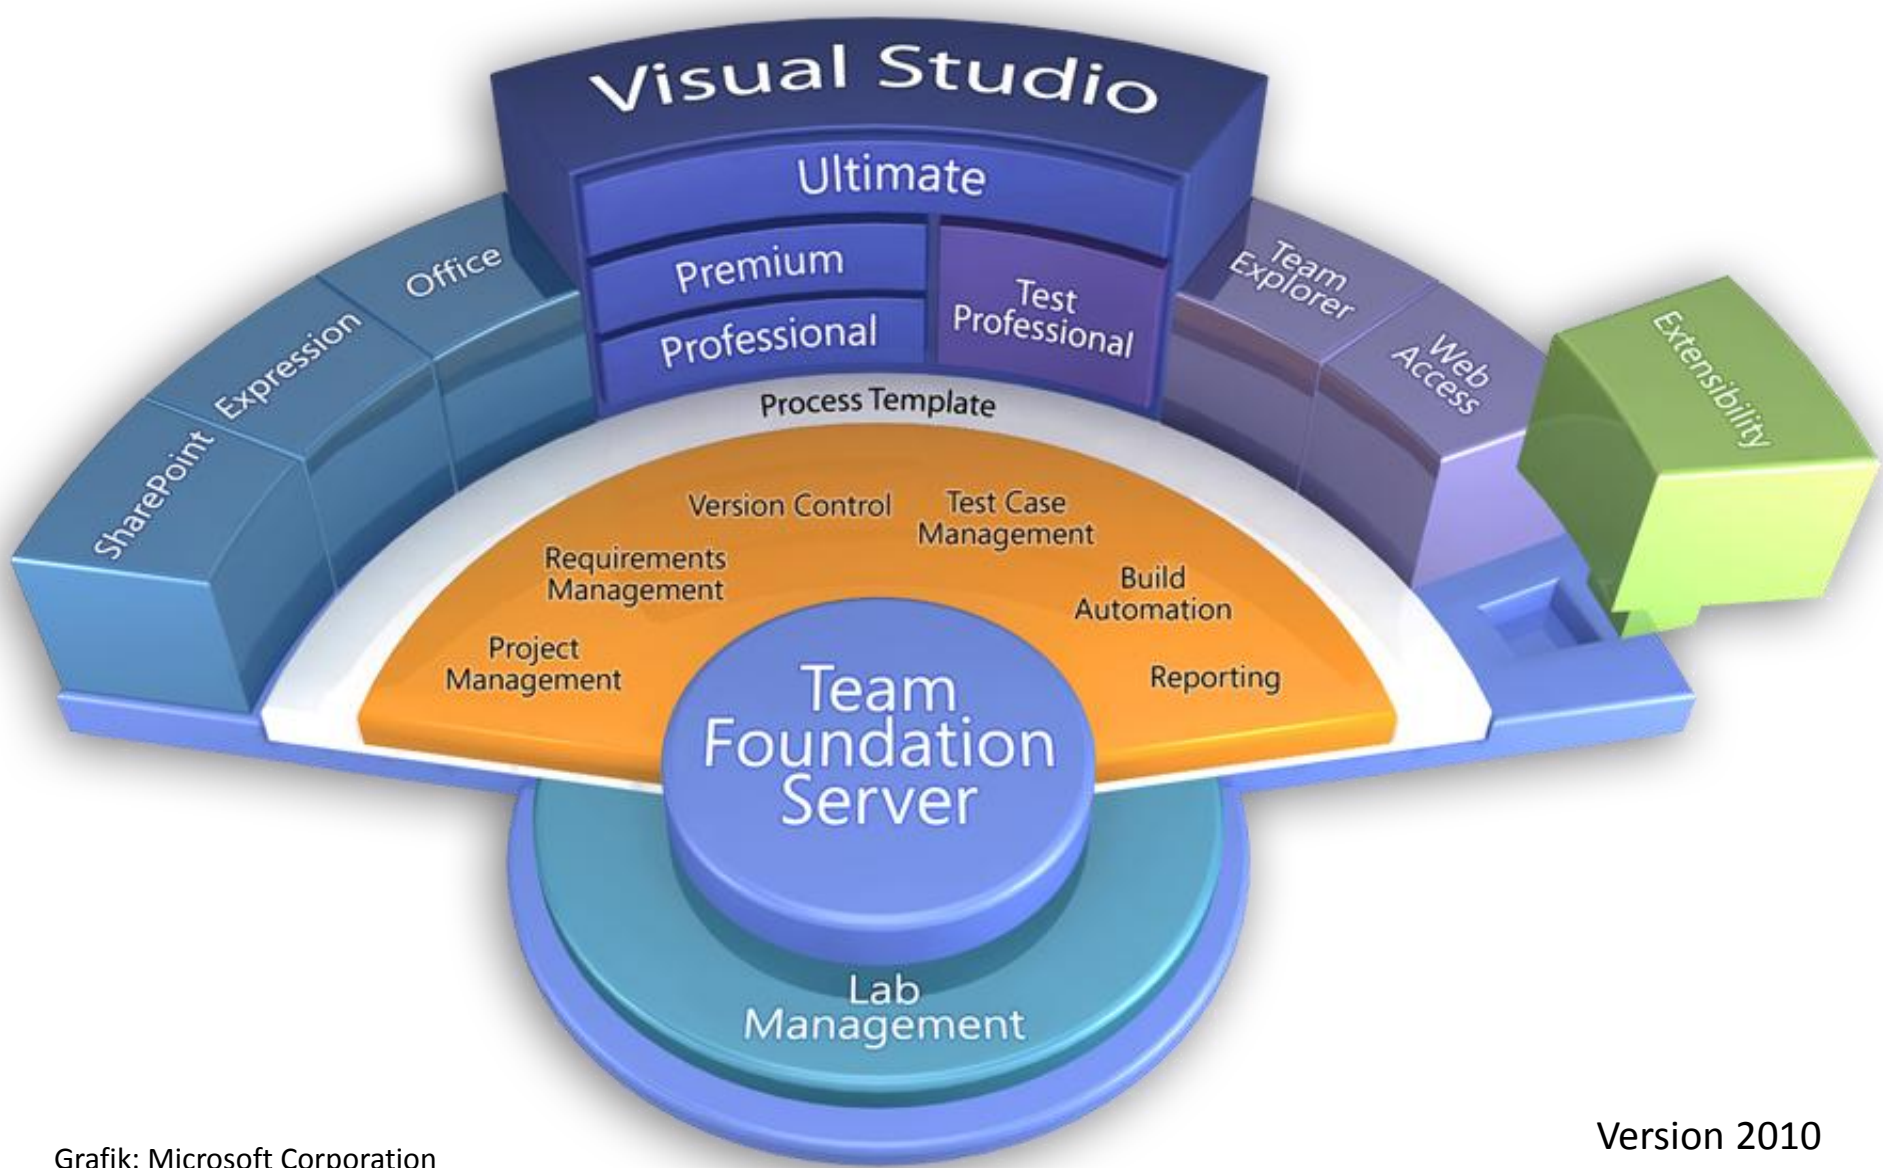 Visual Studio
Ultimate
Premium
Professional
Test
Professional
Office
Expression
SharePoint
Team
Explorer
Web
Access
Extensibility
Process Template
Version Control
Test Case
Management
Requirements
Management
Build
Automation
Project
Management
Reporting
Team
Foundation
Server
Lab
Management
Version 2010
Grafik: Microsoft Corporation